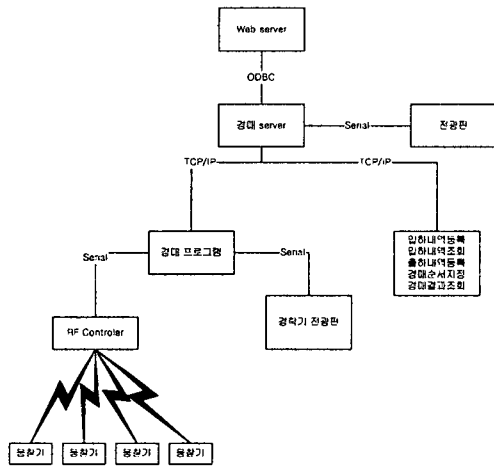 Web server
ODBC
경매 server
Serial
전광판
TCP/IP
TCP/IP
경매 프로그램
Serial
Serial
입하내역등록
입하내역조회
출하내역등록
경매순서지정
경매결과조회
경락기 전광판
RF Controler
응찰기
응찰기
응찰기
응찰기